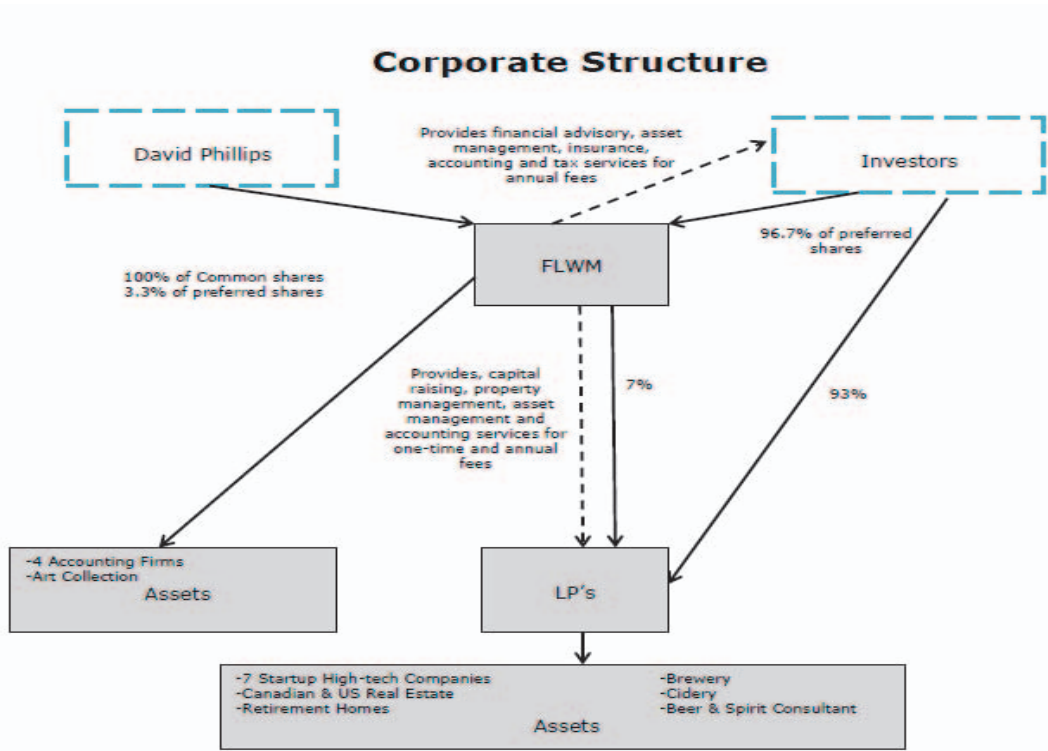 Corporate Structure
David Phillips
Provides financial advisory, asset
management, insurance,
accounting and tax services for
annual fees
Investors
96.7% of preferred
shares
FLWM
100% of Common shares
3.3% of preferred shares
Provides, capital
raising, property
management, asset
management and
accounting services for
one-time and annual
fees
7%
93%
-4 Accounting Firms
-Art Collection
Assets
LP's
-7 Startup High-tech Companies
-Canadian & US Real Estate
-Retirement Homes
-Brewery
-Cidery
-Beer & Spirit Consultant
Assets